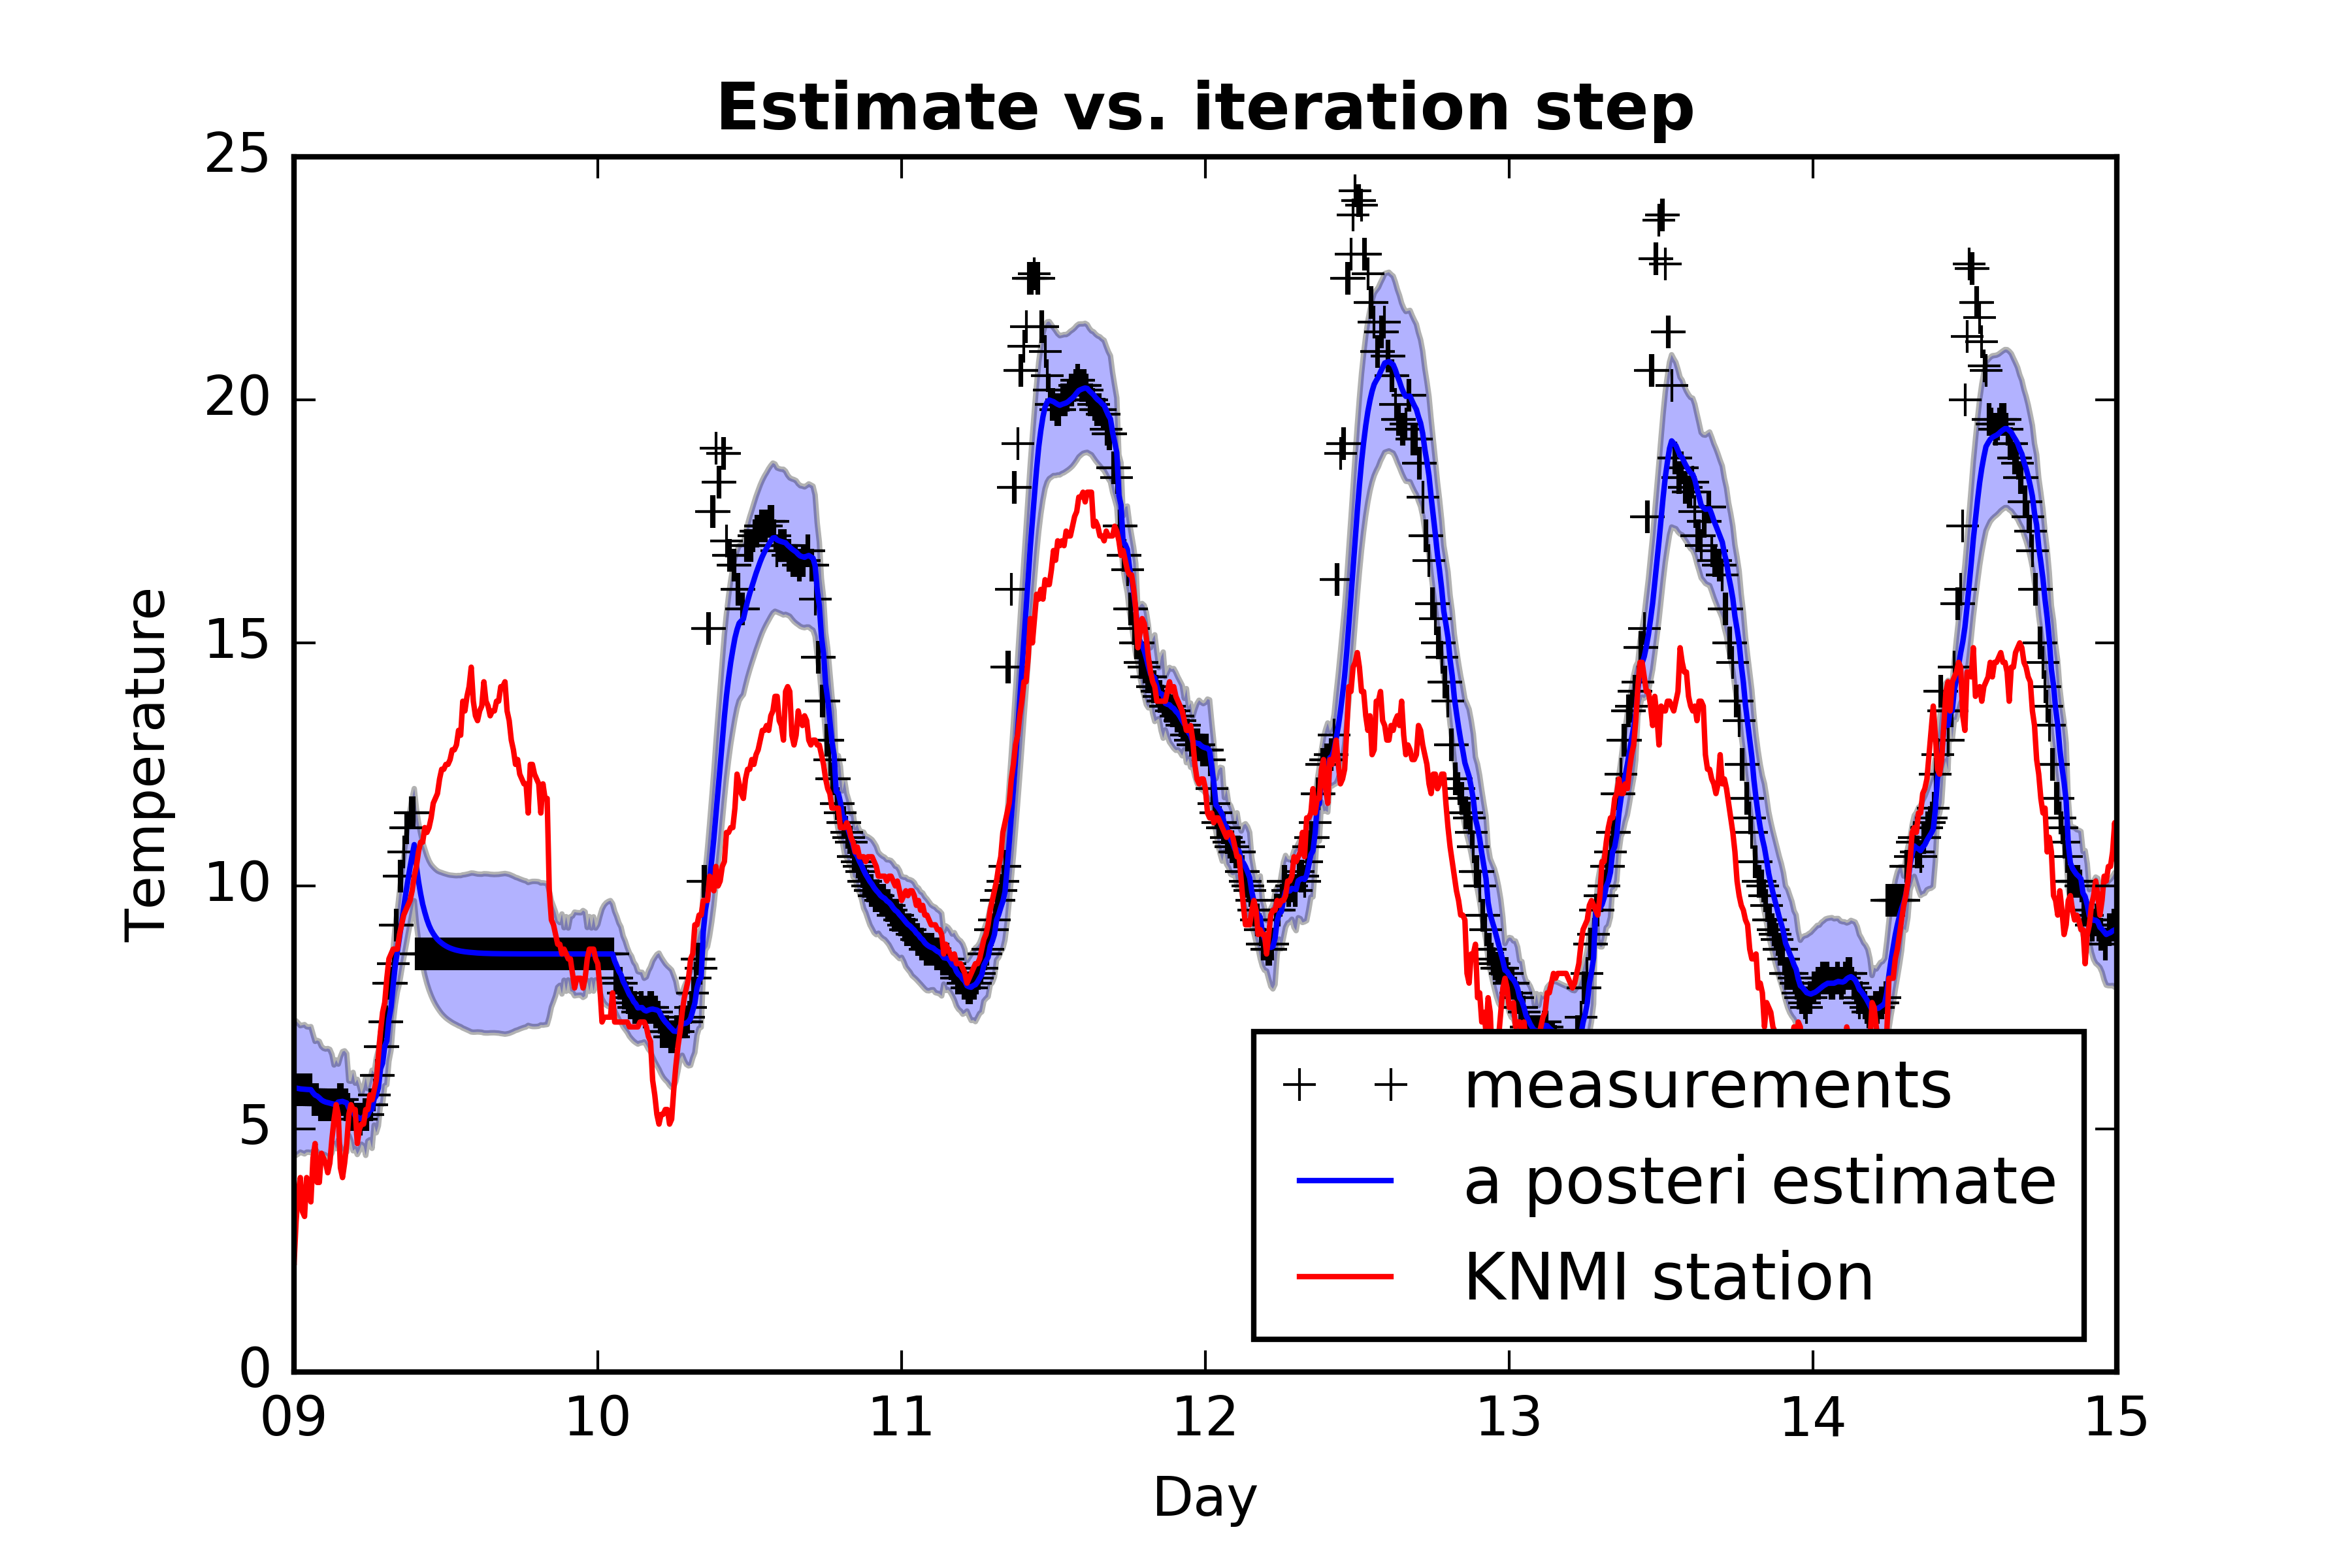 Estimate vs. iteration step
25
20
15
10
5
0
Temperature
09 10 11 12 13 14 15
Day
measurements
a posteri estimate
KNMI station